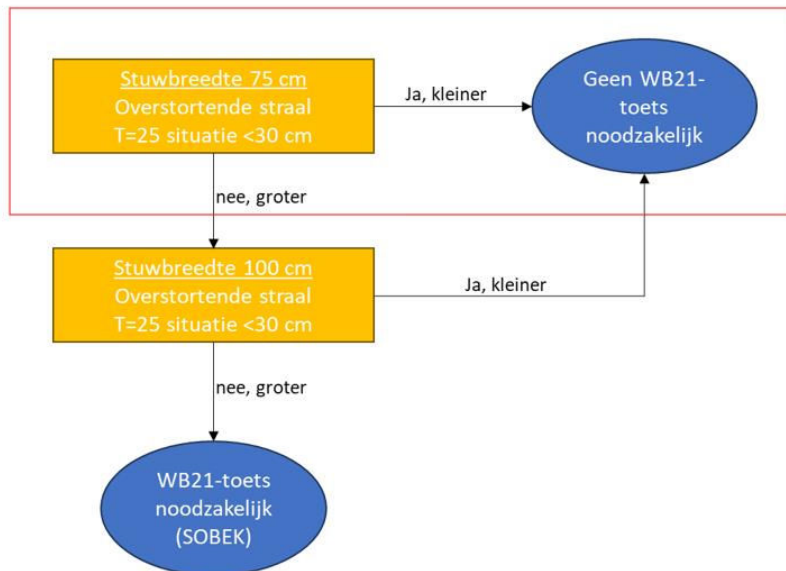 Stuwbreedte 75 cm
Overstortende straal
T=25 situatie <30 cm
Ja, kleiner
Geen WB21-
toets
noodzakelijk
nee, groter
Stuwbreedte 100 cm
Overstortende straal
T=25 situatie <30 cm
Ja, kleiner
nee, groter
WB21-toets
noodzakelijk
(SOBEK)